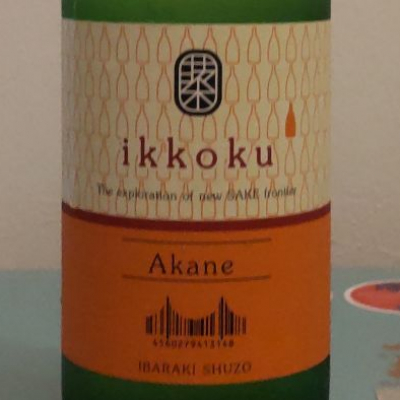 ikkoku
The exploration of new SAKE frontier
Akane
IBARAKI SHUZO